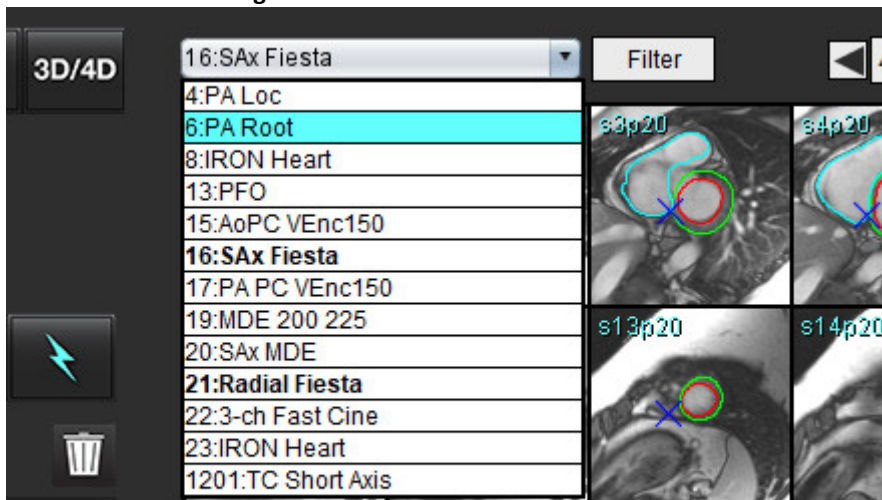 g
3D/4D
16:SAx Fiesta
Filter
4:PA Loc
6:PA Root
8:IRON Heart
13:PFO
15:AoPC VEnc150
16:SAx Fiesta
17:PA PC VEnc150
19:MDE 200 225
20:SAx MDE
21:Radial Fiesta
22:3-ch Fast Cine
23:IRON Heart
1201:TC Short Axis
s3p20
s4p20
s13p20
s14p20